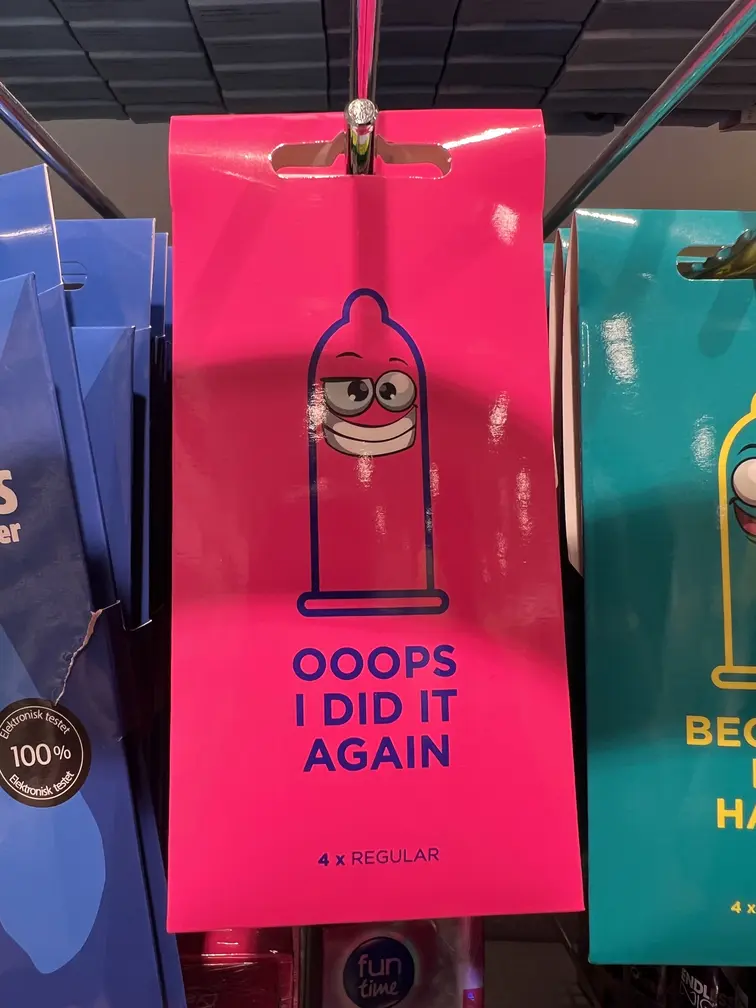 OOOPS
I DID IT
AGAIN
4 x REGULAR
Elektronisk testet
100%
Elektronisk testet
fun
time